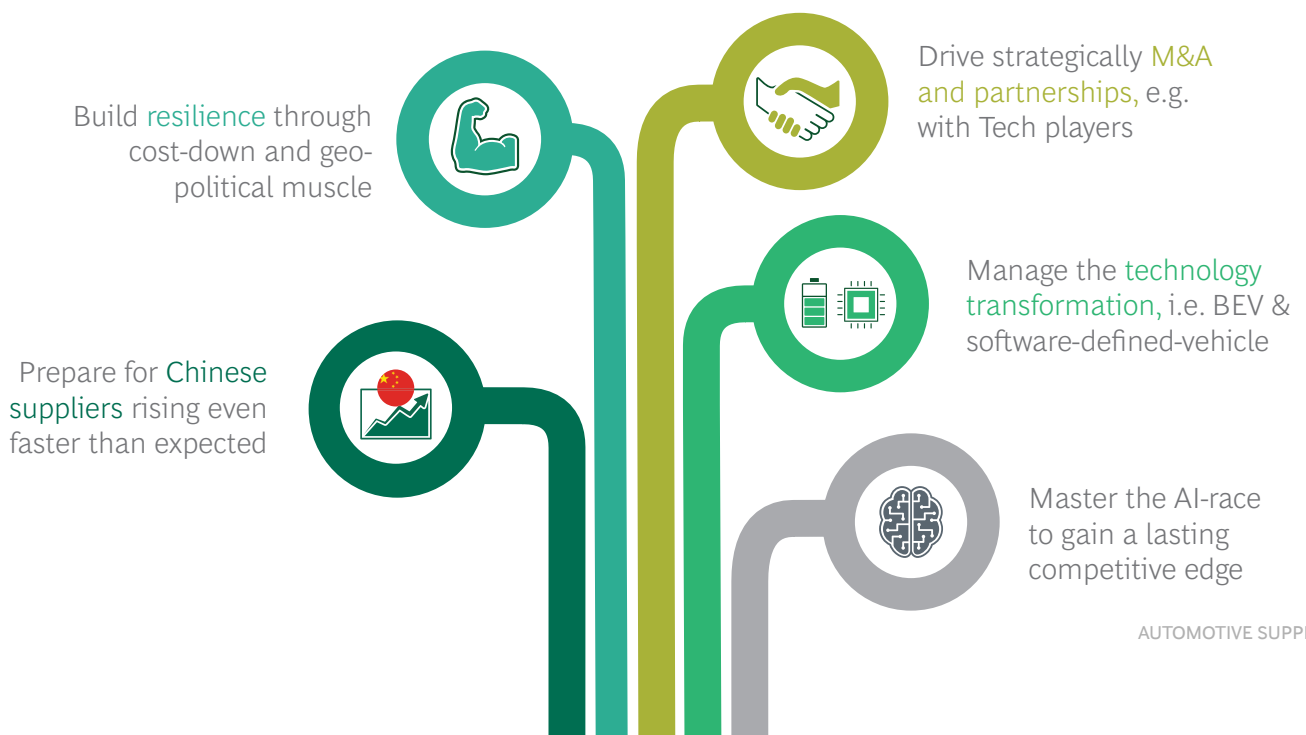 Build resilience through
cost-down and geo-
political muscle
Drive strategically M&A
and partnerships, e.g.
with Tech players
Manage the technology
transformation, i.e. BEV &
software-defined-vehicle
Prepare for Chinese
suppliers rising even
faster than expected
Master the AI-race
to gain a lasting
competitive edge
AUTOMOTIVE